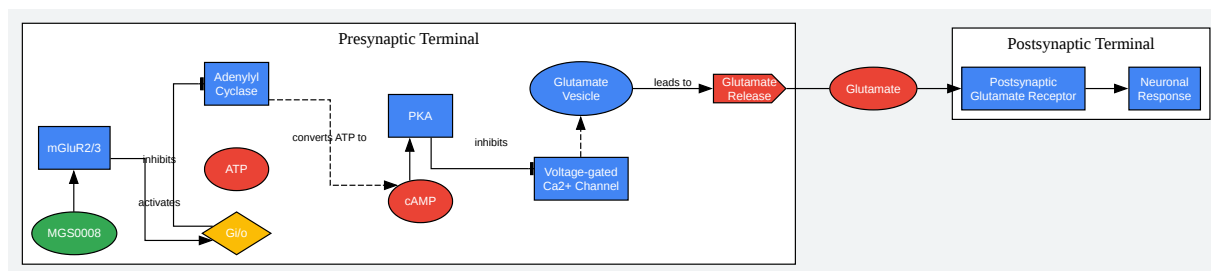 Presynaptic Terminal
Postsynaptic Terminal
Adenylyl
Cyclase
Glutamate
Vesicle
leads to
Glutamate
Release
Glutamate
Postsynaptic
Glutamate Receptor
Neuronal
Response
PKA
converts ATP to
inhibits
mGluR2/3
inhibits
ATP
Voltage-gated
Ca2+ Channel
activates
cAMP
MGS0008
Gi/o